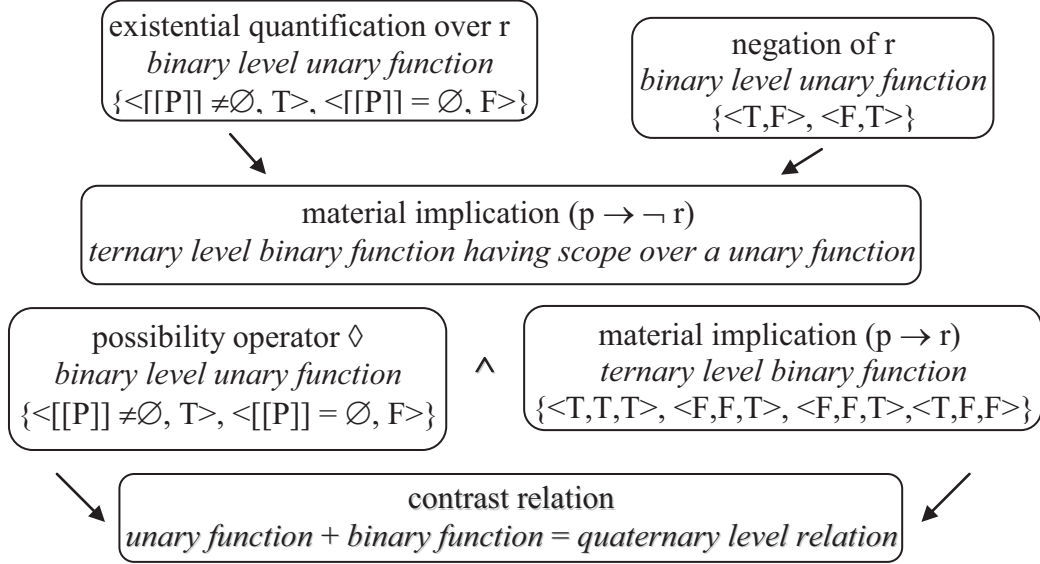 existential quantification over r
binary level unary function
{<[[P]] ≠∅, T>, <[[P]] = ∅, F>}
negation of r
binary level unary function
{<T,F>, <F,T>}
material implication (p → ¬ r)
ternary level binary function having scope over a unary function
possibility operator ◊
binary level unary function
{<[[P]] ≠∅, T>, <[[P]] = ∅, F>}
^
material implication (p → r)
ternary level binary function
{<T,T,T>, <F,F,T>, <F,F,T>,<T,F,F>}
contrast relation
unary function + binary function = quaternary level relation